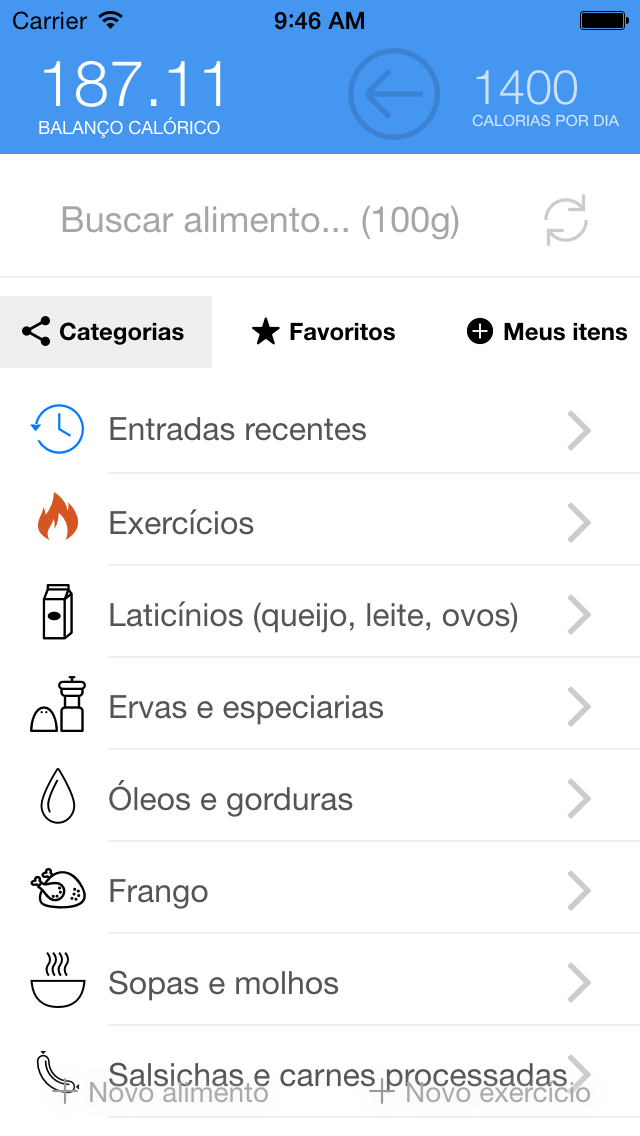 Carrier 9:46 AM
187.11 1400
BALANÇO CALÓRICO CALORIAS POR DIA
Buscar alimento... (100g)
Categorias Favoritos Meus itens
Entradas recentes
Exercícios
Laticínios (queijo, leite, ovos)
Ervas e especiarias
Óleos e gorduras
Frango
Sopas e molhos
Salsichas e carnes processadas
+ Novo alimento + Novo exercício